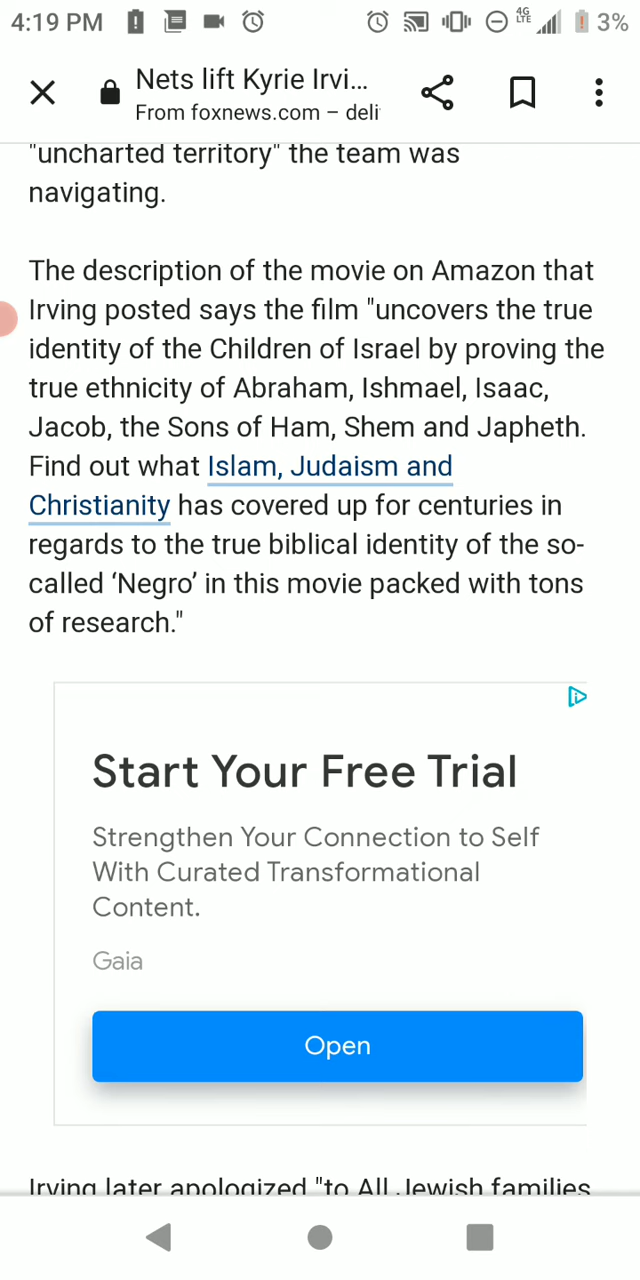 4:19 PM 4G LTE 3%
Nets lift Kyrie Irvi...
From foxnews.com – deli
"uncharted territory" the team was
navigating.
The description of the movie on Amazon that
Irving posted says the film "uncovers the true
identity of the Children of Israel by proving the
true ethnicity of Abraham, Ishmael, Isaac,
Jacob, the Sons of Ham, Shem and Japheth.
Find out what Islam, Judaism and
Christianity has covered up for centuries in
regards to the true biblical identity of the so-
called ‘Negro’ in this movie packed with tons
of research."
Start Your Free Trial
Strengthen Your Connection to Self
With Curated Transformational
Content.
Gaia
Open
Irving later apologized "to All Jewish families